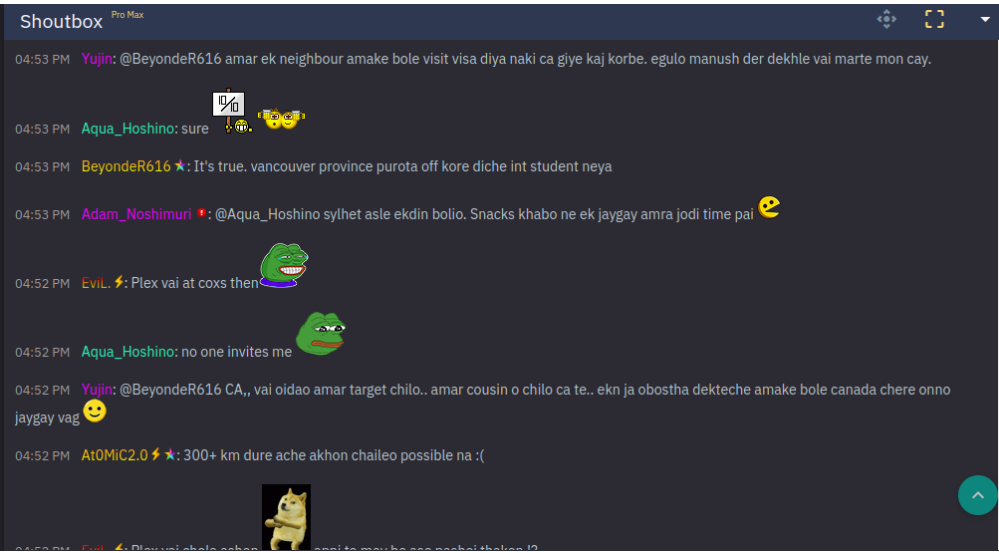 Shoutbox Pro Max
04:53 PM Yujin: @BeyondeR616 amar ek neighbour amake bole visit visa diya naki ca giye kaj korbe. egulo manush der dekhle vai marte mon cay.
10/10
04:53 PM Aqua_Hoshino: sure
04:53 PM BeyondeR616 : It's true. vancouver province purota off kore diche int student neya
04:53 PM Adam_Noshimuri : @Aqua_Hoshino sylhet asle ekdin bolio. Snacks khabo ne ek jaygay amra jodi time pai
04:52 PM EviL. : Plex vai at coxs then
04:52 PM Aqua_Hoshino: no one invites me
04:52 PM Yujin: @BeyondeR616 CA,, vai oidao amar target chilo.. amar cousin o chilo ca te.. ekn ja obostha dekteche amake bole canada chere onno
jaygay vag
04:52 PM At0MiC2.0 : 300+ km dure ache akhon chaileo possible na :(